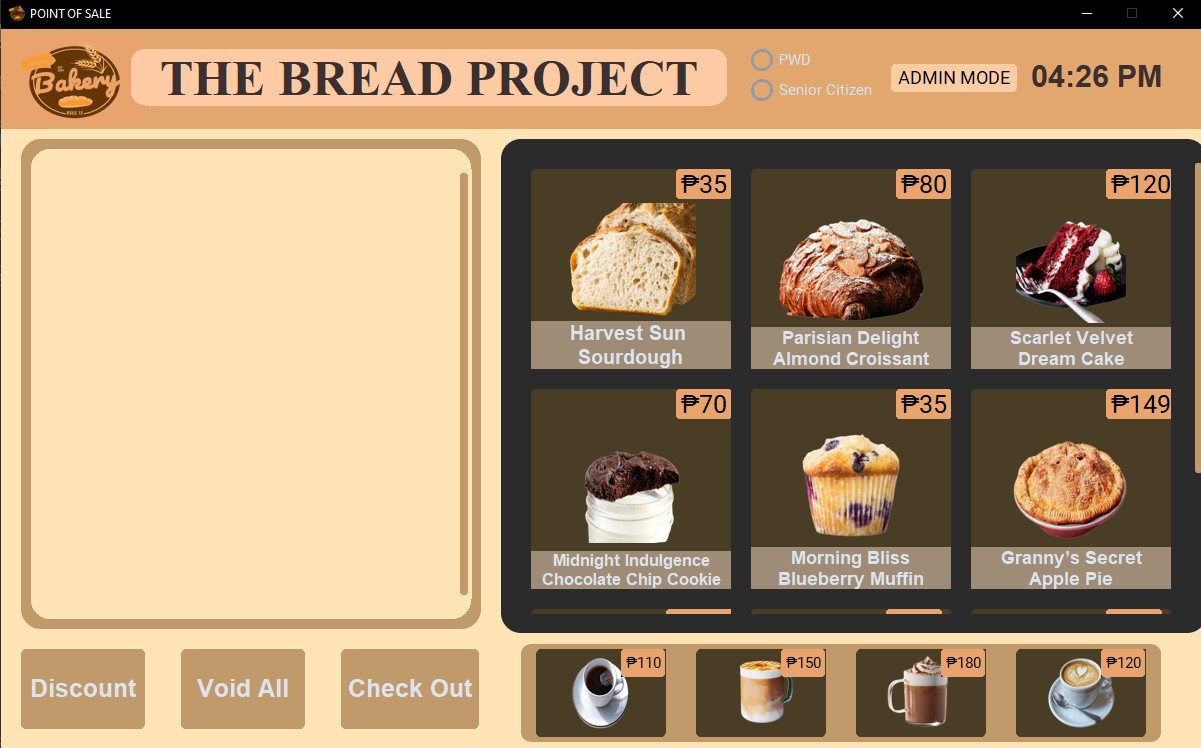 POINT OF SALE
Bakery
THE BREAD PROJECT
PWD
Senior Citizen
ADMIN MODE
04:26 PM
₱35
Harvest Sun
Sourdough
₱80
Parisian Delight
Almond Croissant
₱120
Scarlet Velvet
Dream Cake
₱70
Midnight Indulgence
Chocolate Chip Cookie
₱35
Morning Bliss
Blueberry Muffin
₱149
Granny’s Secret
Apple Pie
Discount
Void All
Check Out
₱110
₱150
₱180
₱120